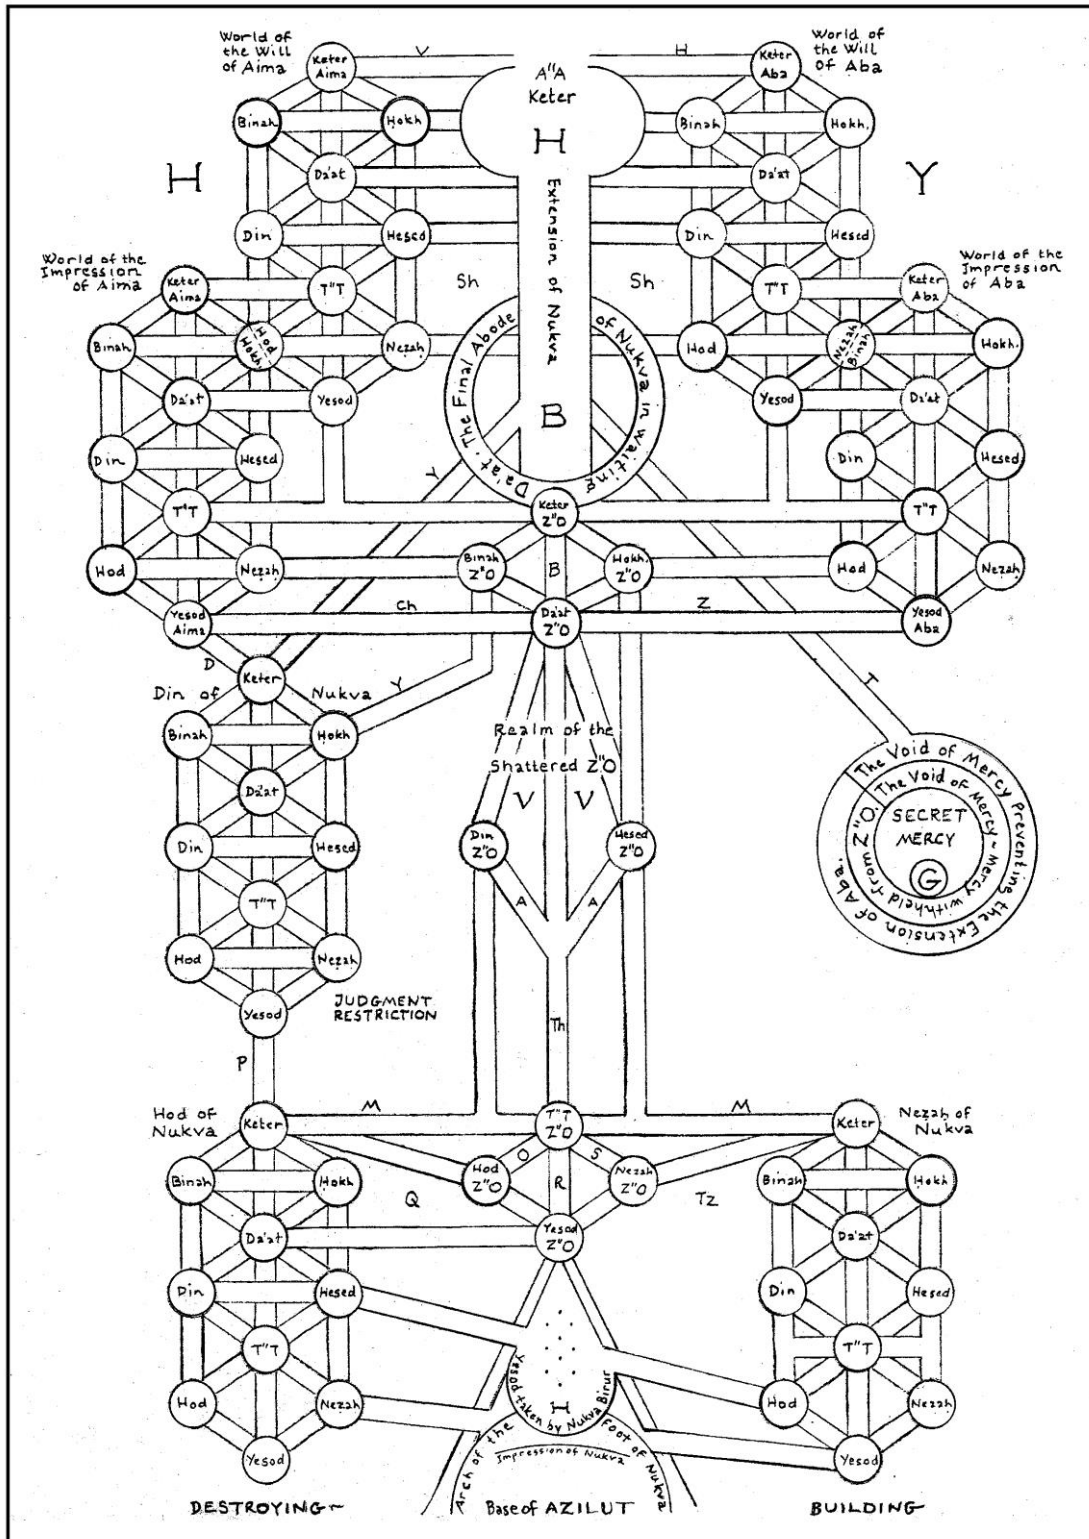 World of
the Will
of Aima
Keter
Aima
V
A"A
Keter
H
H
Keter
Aba
World of
the Will
of Aba
Binah
Hokh
Binah
Hokh.
H
Da'at
Extension of Nukva
Da'at
Y
Din
Hesed
Din
Hesed
World of the
Impression
of Aima
Keter
Aima
T"T
Sh
Sh
T"T
Keter
Aba
World of the
Impression
of Aba
Binah
Hod
Hokh.
Nezah
Da'at · The Final Abode of Nukva in waiting
Hod
Nezah
Binah
Hokh.
Da'at
Yesod
B
Yesod
Da'at
Din
Hesed
Y
I
Din
Hesed
T"T
Keter
Z"O
T"T
Hod
Nezah
Binah
Z"O
B
Hokh.
Z"O
Hod
Nezah
Yesod
Aima
Ch
Da'at
Z"O
Z
Yesod
Aba
D
Keter
Y
Din of
Nukva
Binah
Hokh
Da'at
Din
Hesed
T"T
Hod
Nezah
Yesod
JUDGMENT
RESTRICTION
Realm of the
Shattered Z"O
V V
Din
Z"O
Hesed
Z"O
A A
Th
The Void of Mercy Preventing the Extension of Aba.
The Void of Mercy~Mercy withheld from Z"O.
SECRET
MERCY
G
P
Hod of
Nukva
Keter
M
T"T
Z"O
M
Keter
Nezah of
Nukva
Binah
Hokh
Hod
Z"O
O
S
R
Nezah
Z"O
Binah
Hokh
Q
Tz
Da'at
Yesod
Z"O
Da'at
Din
Hesed
Din
Hesed
T"T
T"T
Yesod taken by Nukva Birur
H
Hod
Nezah
Hod
Nezah
Arch of the Foot of Nukva
Impression of Nukva
Yesod
Yesod
DESTROYING~
Base of AZILUT
BUILDING~